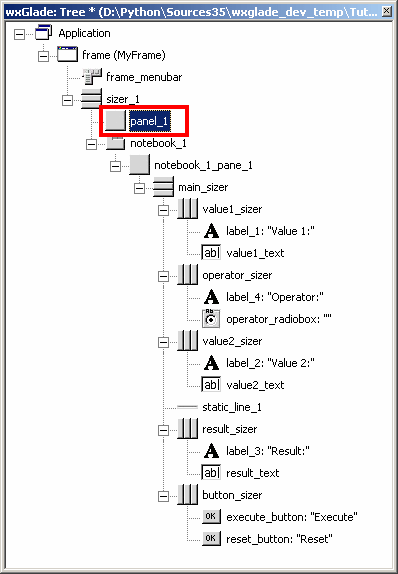 wxGlade: Tree * (D:\Python\Sources35\wxglade_dev_temp\Tut...
Application
frame (MyFrame)
frame_menubar
sizer_1
panel_1
notebook_1
notebook_1_pane_1
main_sizer
value1_sizer
A label_1: "Value 1:"
ab| value1_text
operator_sizer
A label_4: "Operator:"
Ab operator_radiobox: ""
value2_sizer
A label_2: "Value 2:"
ab| value2_text
static_line_1
result_sizer
A label_3: "Result:"
ab| result_text
button_sizer
OK execute_button: "Execute"
OK reset_button: "Reset"